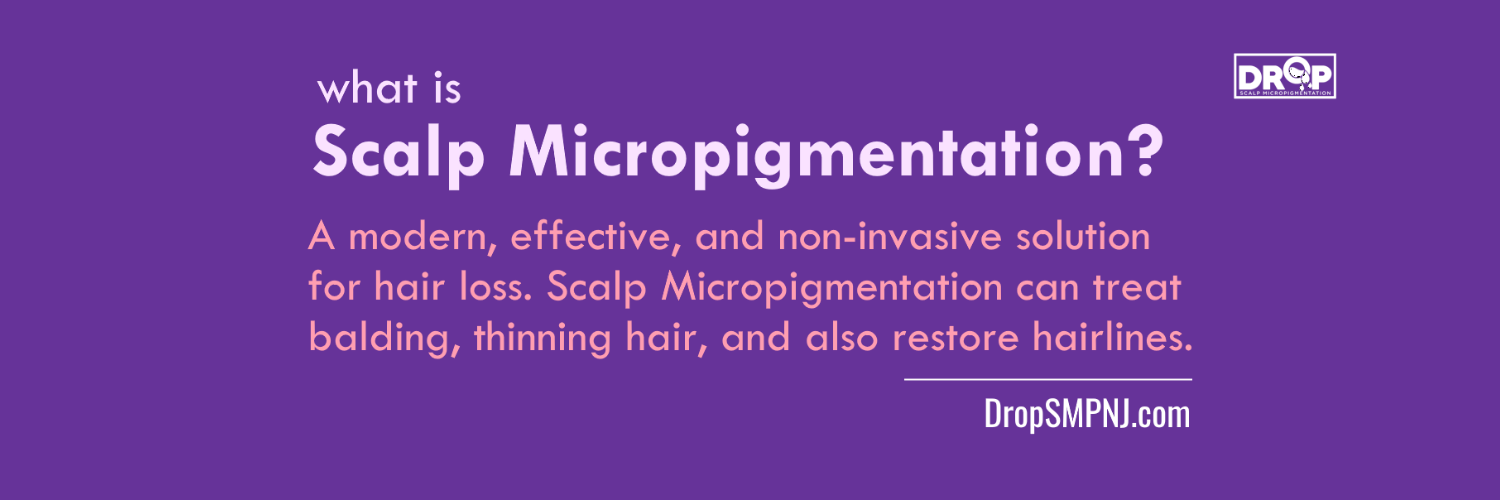 what is
DROP
SCALP MICROPIGMENTATION
Scalp Micropigmentation?
A modern, effective, and non-invasive solution
for hair loss. Scalp Micropigmentation can treat
balding, thinning hair, and also restore hairlines.
DropSMPNJ.com